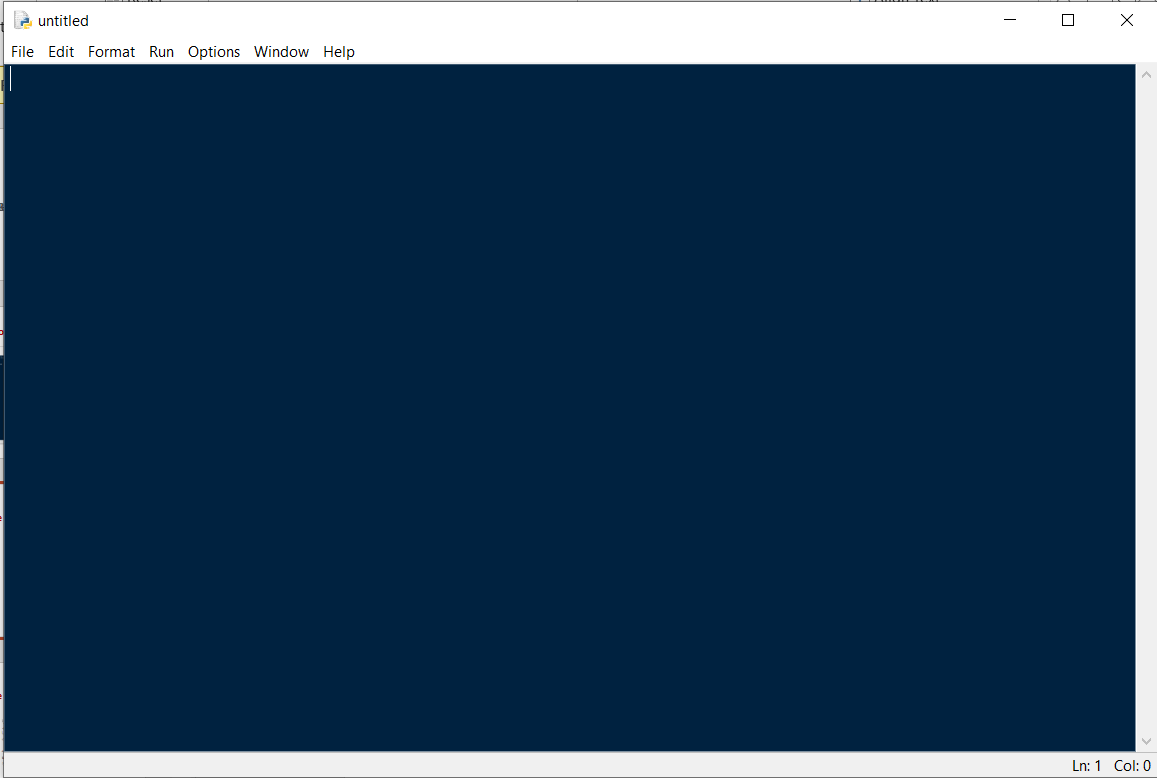 untitled
File Edit Format Run Options Window Help
Ln: 1 Col: 0